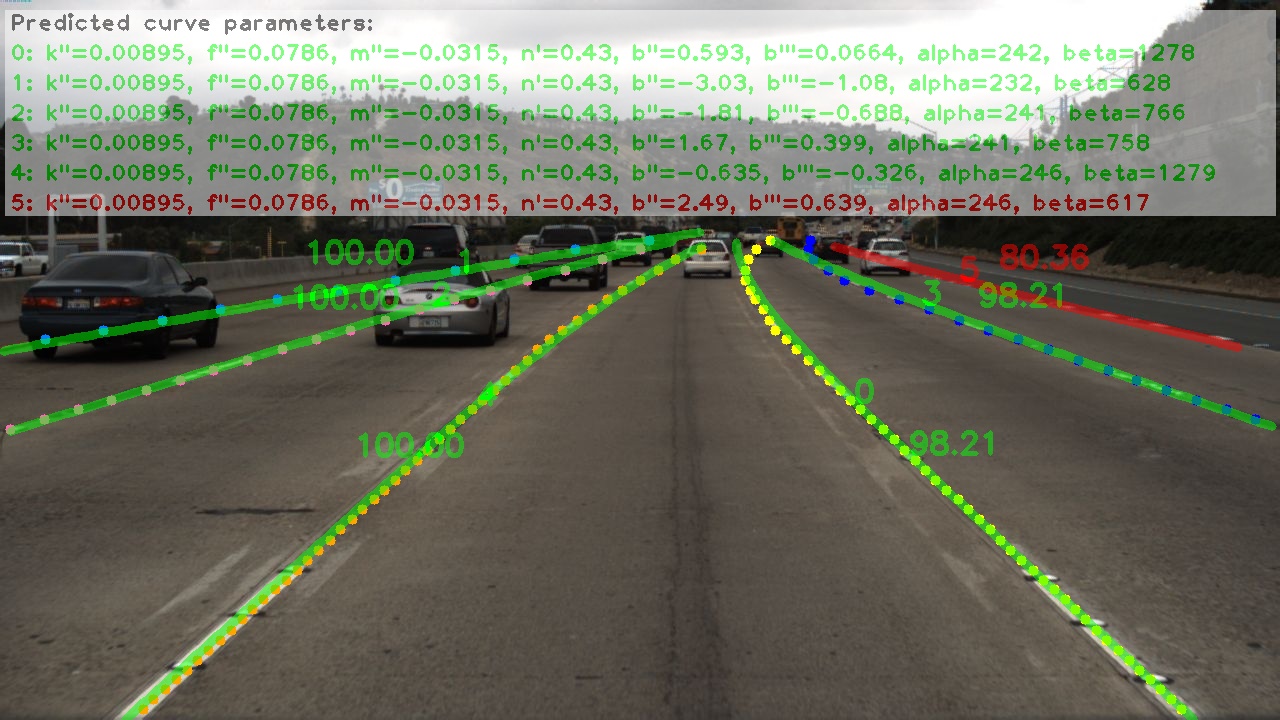 Predicted curve parameters:
0: k''=0.00895, f''=0.0786, m''=-0.0315, n'=0.43, b''=0.593, b'''=0.0664, alpha=242, beta=1278
1: k''=0.00895, f''=0.0786, m''=-0.0315, n'=0.43, b''=-3.03, b'''=-1.08, alpha=232, beta=628
2: k''=0.00895, f''=0.0786, m''=-0.0315, n'=0.43, b''=-1.81, b'''=-0.688, alpha=241, beta=766
3: k''=0.00895, f''=0.0786, m''=-0.0315, n'=0.43, b''=1.67, b'''=0.399, alpha=241, beta=758
4: k''=0.00895, f''=0.0786, m''=-0.0315, n'=0.43, b''=-0.635, b'''=-0.326, alpha=246, beta=1279
5: k''=0.00895, f''=0.0786, m''=-0.0315, n'=0.43, b''=2.49, b'''=0.639, alpha=246, beta=617
100.00 1 5 80.36
100.00 2 3 98.21
4 0
100.00 98.21